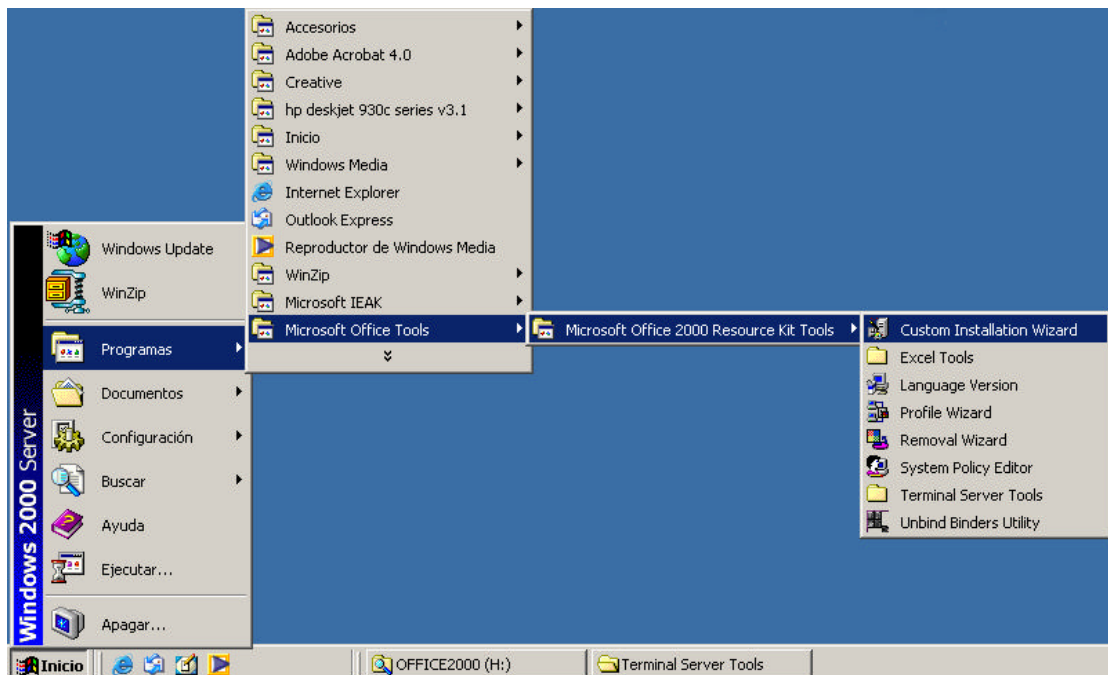 Accesorios
Adobe Acrobat 4.0
Creative
hp deskjet 930c series v3.1
Inicio
Windows Media
Internet Explorer
Outlook Express
Reproductor de Windows Media
WinZip
Microsoft IEAK
Microsoft Office Tools
Microsoft Office 2000 Resource Kit Tools
Custom Installation Wizard
Excel Tools
Language Version
Profile Wizard
Removal Wizard
System Policy Editor
Terminal Server Tools
Unbind Binders Utility
Windows Update
WinZip
Programas
Documentos
Configuración
Buscar
Ayuda
Ejecutar...
Apagar...
Windows 2000 Server
Inicio
OFFICE2000 (H:)
Terminal Server Tools